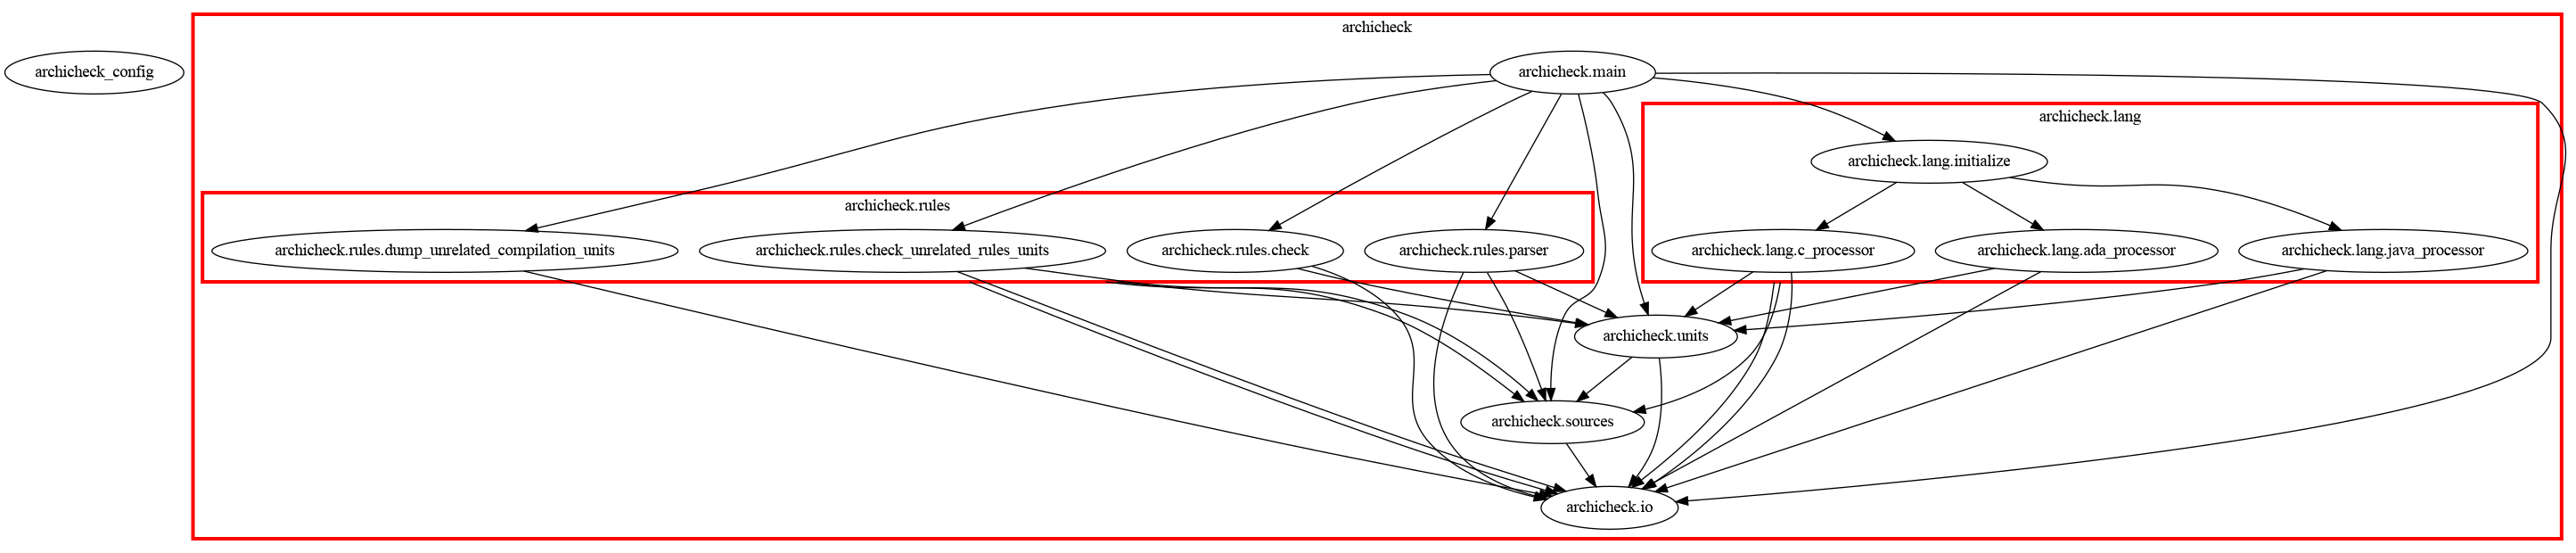 archicheck
archicheck_config
archicheck.main
archicheck.lang
archicheck.lang.initialize
archicheck.rules
archicheck.rules.dump_unrelated_compilation_units
archicheck.rules.check_unrelated_rules_units
archicheck.rules.check
archicheck.rules.parser
archicheck.lang.c_processor
archicheck.lang.ada_processor
archicheck.lang.java_processor
archicheck.units
archicheck.sources
archicheck.io